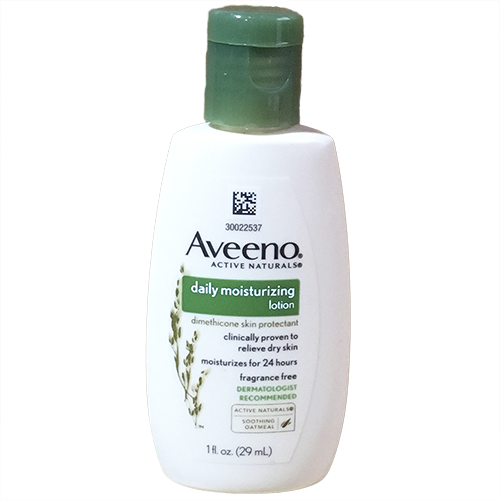 30022537
Aveeno®
ACTIVE NATURALS®
daily moisturizing
lotion
dimethicone skin protectant
clinically proven to
relieve dry skin
moisturizes for 24 hours
fragrance free
DERMATOLOGIST
RECOMMENDED
ACTIVE NATURALS®
SOOTHING
OATMEAL
1 fl. oz. (29 mL)